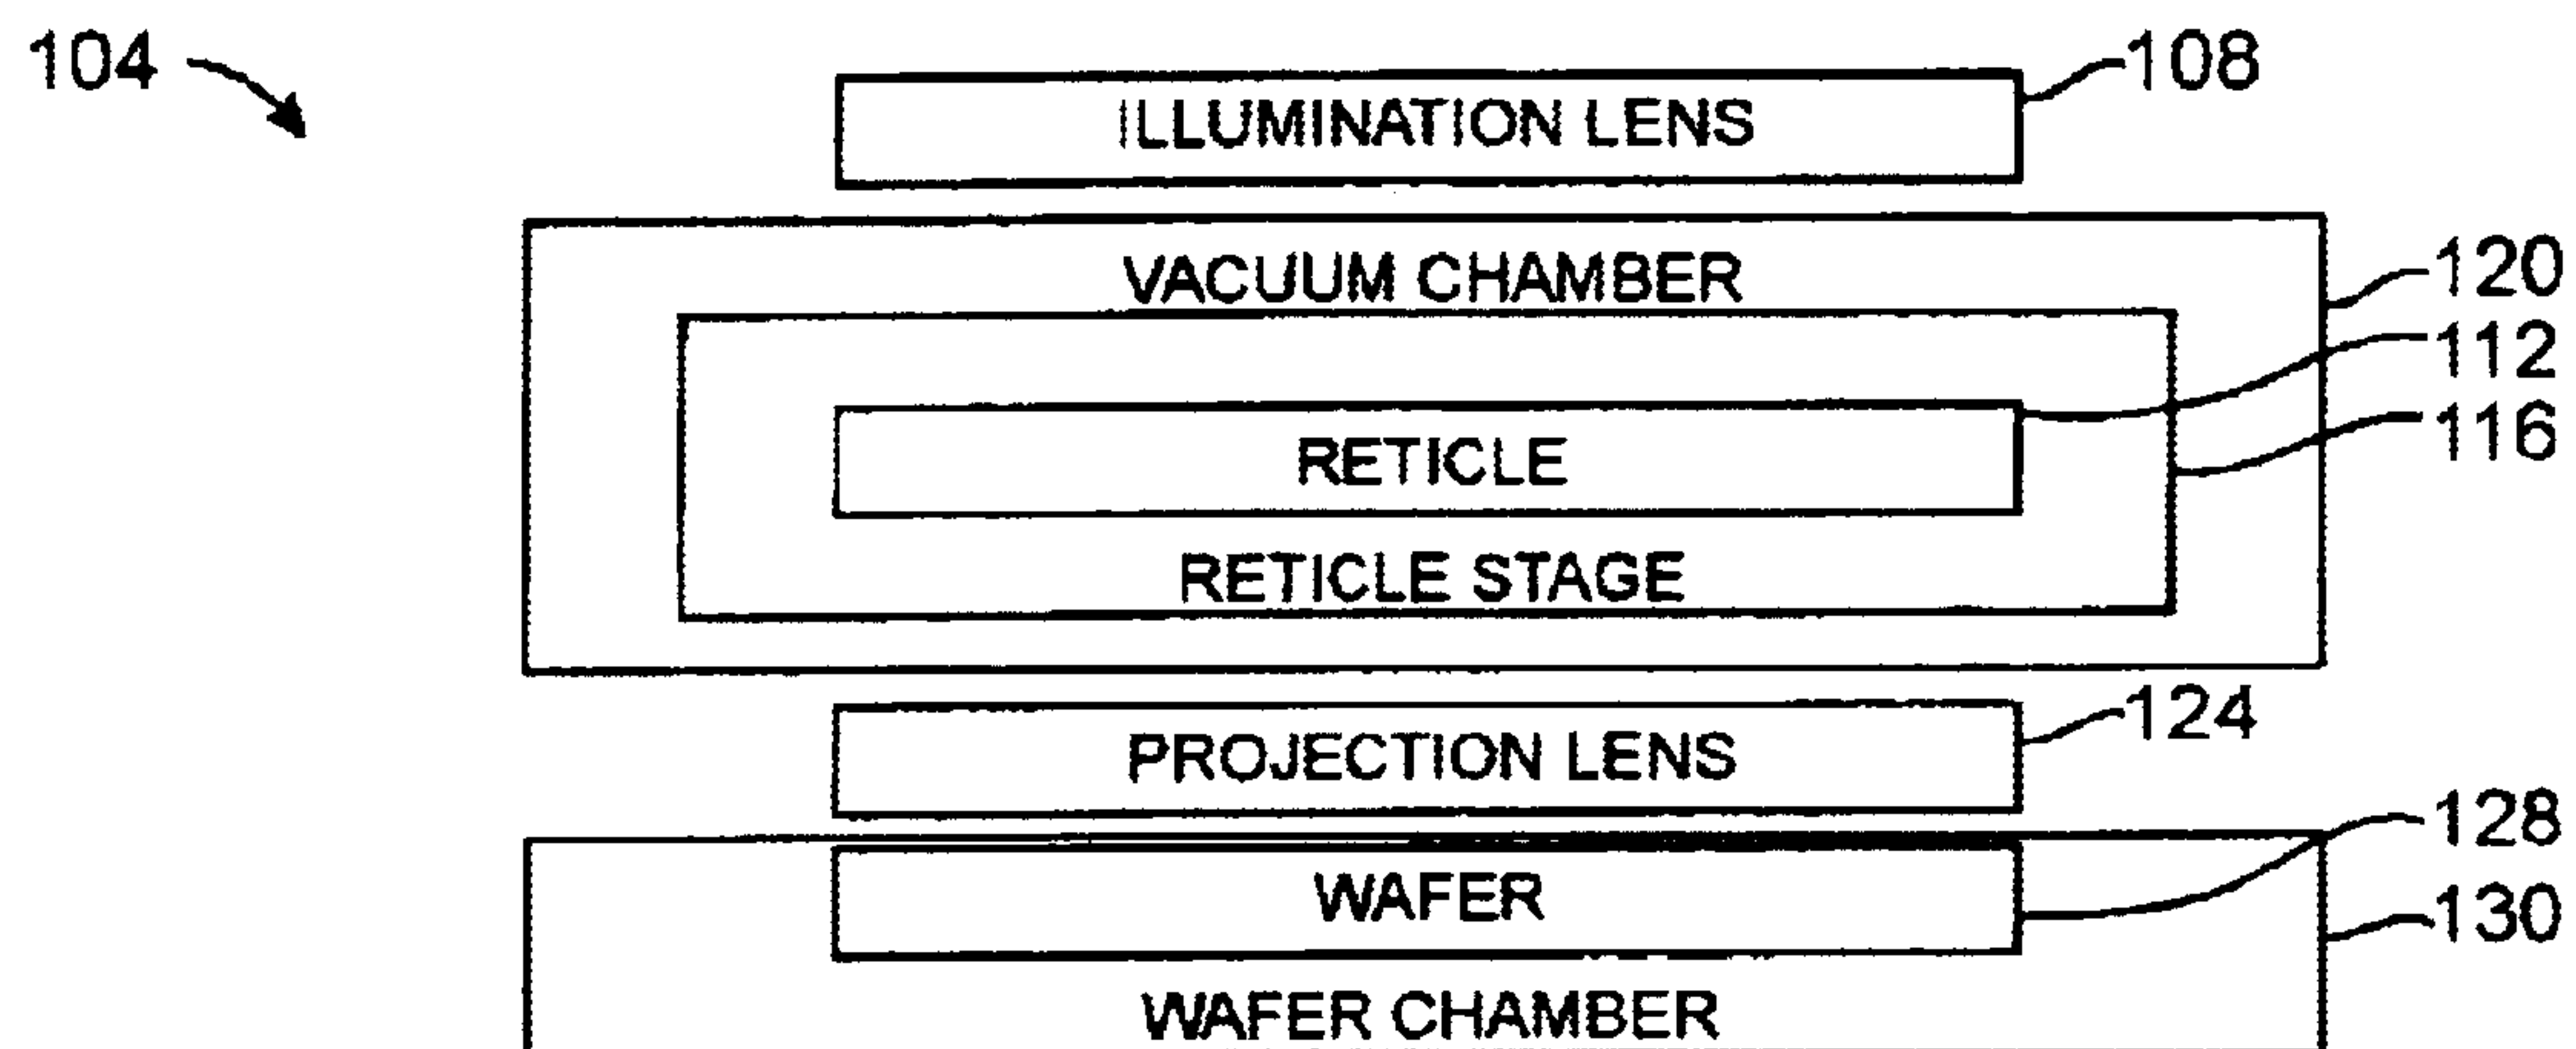 104
108
ILLUMINATION LENS
VACUUM CHAMBER
120
112
116
RETICLE
RETICLE STAGE
124
PROJECTION LENS
128
WAFER
130
WAFER CHAMBER